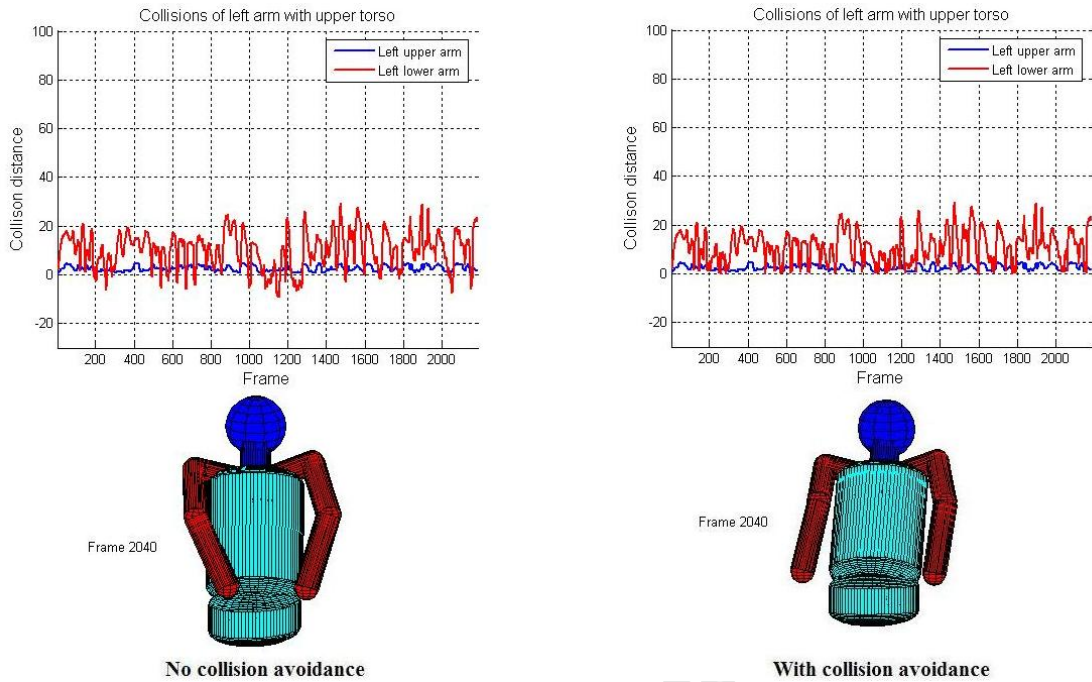 Collisions of left arm with upper torso
100
80
60
40
20
0
-20
Collison distance
Left upper arm
Left lower arm
200 400 600 800 1000 1200 1400 1600 1800 2000
Frame
Frame 2040
No collision avoidance
Collisions of left arm with upper torso
100
80
60
40
20
0
-20
Collison distance
Left upper arm
Left lower arm
200 400 600 800 1000 1200 1400 1600 1800 2000
Frame
Frame 2040
With collision avoidance